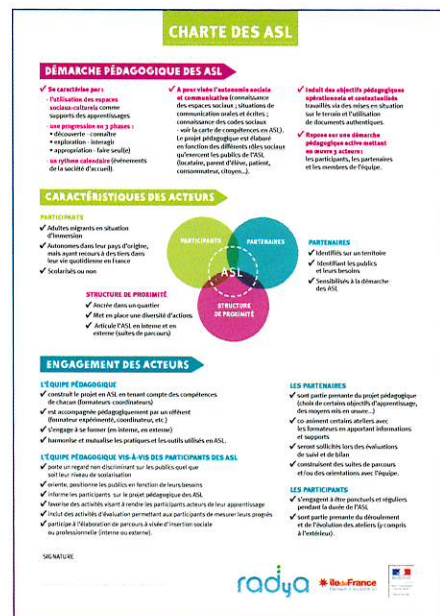 CHARTE DES ASL
DÉMARCHE PÉDAGOGIQUE DES ASL
✓ Se caractérise par :
- l'utilisation des espaces
sociaux-culturels comme
supports des apprentissages
- une progression en 3 phases :
• découverte - connaître
• exploration - interagir
• appropriation - faire seul(e)
- un rythme calendaire (événements
de la société d'accueil).
✓ A pour visée l'autonomie sociale
et communicative (connaissance
des espaces sociaux ; situations de
communication orales et écrites ;
connaissance des codes sociaux
- voir la carte de compétences en ASL).
Le projet pédagogique est élaboré
en fonction des différents rôles sociaux
qu'exercent les publics de l'ASL
(locataire, parent d'élève, patient,
consommateur, citoyen...).
✓ Induit des objectifs pédagogiques
opérationnels et contextualisés
travaillés via des mises en situation
sur le terrain et l'utilisation
de documents authentiques.
✓ Repose sur une démarche
pédagogique active mettant
en œuvre 3 acteurs :
les participants, les partenaires
et les membres de l'équipe.
CARACTÉRISTIQUES DES ACTEURS
PARTICIPANTS
✓ Adultes migrants en situation
d'immersion
✓ Autonomes dans leur pays d'origine,
mais ayant recours à des tiers dans
leur vie quotidienne en France
✓ Scolarisés ou non
PARTICIPANTS
PARTENAIRES
ASL
STRUCTURE
DE PROXIMITÉ
PARTENAIRES
✓ Identifiés sur un territoire
✓ Identifiant les publics
et leurs besoins
✓ Sensibilisés à la démarche
des ASL
STRUCTURE DE PROXIMITÉ
✓ Ancrée dans un quartier
✓ Met en place une diversité d'actions
✓ Articule l'ASL en interne et en
externe (suites de parcours)
ENGAGEMENT DES ACTEURS
L'ÉQUIPE PÉDAGOGIQUE
✓ construit le projet en ASL en tenant compte des compétences
de chacun (formateurs coordinateurs)
✓ est accompagnée pédagogiquement par un référent
(formateur expérimenté, coordinateur, etc.)
✓ s'engage à se former (en interne, en externe)
✓ harmonise et mutualise les pratiques et les outils utilisés en ASL.
L'ÉQUIPE PÉDAGOGIQUE VIS-À-VIS DES PARTICIPANTS DES ASL
✓ porte un regard non discriminant sur les publics quel que
soit leur niveau de scolarisation
✓ oriente, positionne les publics en fonction de leurs besoins
✓ informe les participants sur le projet pédagogique des ASL
✓ favorise des activités visant à rendre les participants acteurs de leur apprentissage
✓ inclut des activités d'évaluation permettant aux participants de mesurer leurs progrès
✓ participe à l'élaboration de parcours à visée d'insertion sociale
ou professionnelle (interne ou externe).
LES PARTENAIRES
✓ sont partie prenante du projet pédagogique
(choix de certains objectifs d'apprentissage,
des moyens mis en œuvre...)
✓ co-animent certains ateliers avec
les formateurs en apportant informations
et supports
✓ seront sollicités lors des évaluations
de suivi et de bilan
✓ construisent des suites de parcours
et/ou des orientations avec l'équipe.
LES PARTICIPANTS
✓ s'engagent à être ponctuels et réguliers
pendant la durée de l'ASL
✓ sont partie prenante du déroulement
et de l'évolution des ateliers (y compris
à l'extérieur).
SIGNATURE
radya
île de France